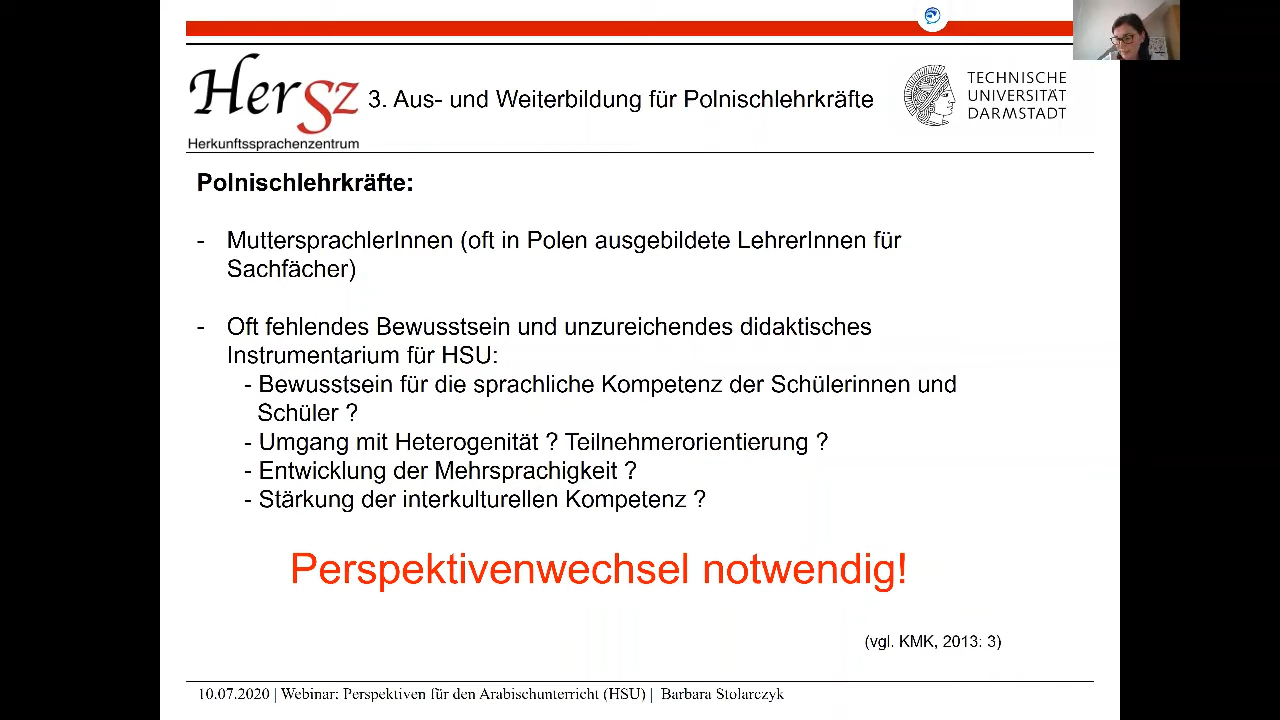 Hersz
Herkunftssprachenzentrum
3. Aus- und Weiterbildung für Polnischlehrkräfte
TECHNISCHE
UNIVERSITÄT
DARMSTADT
Polnischlehrkräfte:
- MuttersprachlerInnen (oft in Polen ausgebildete LehrerInnen für
Sachfächer)
- Oft fehlendes Bewusstsein und unzureichendes didaktisches
Instrumentarium für HSU:
- Bewusstsein für die sprachliche Kompetenz der Schülerinnen und
Schüler ?
- Umgang mit Heterogenität ? Teilnehmerorientierung ?
- Entwicklung der Mehrsprachigkeit ?
- Stärkung der interkulturellen Kompetenz ?
Perspektivenwechsel notwendig!
(vgl. KMK, 2013: 3)
10.07.2020 | Webinar: Perspektiven für den Arabischunterricht (HSU) | Barbara Stolarczyk